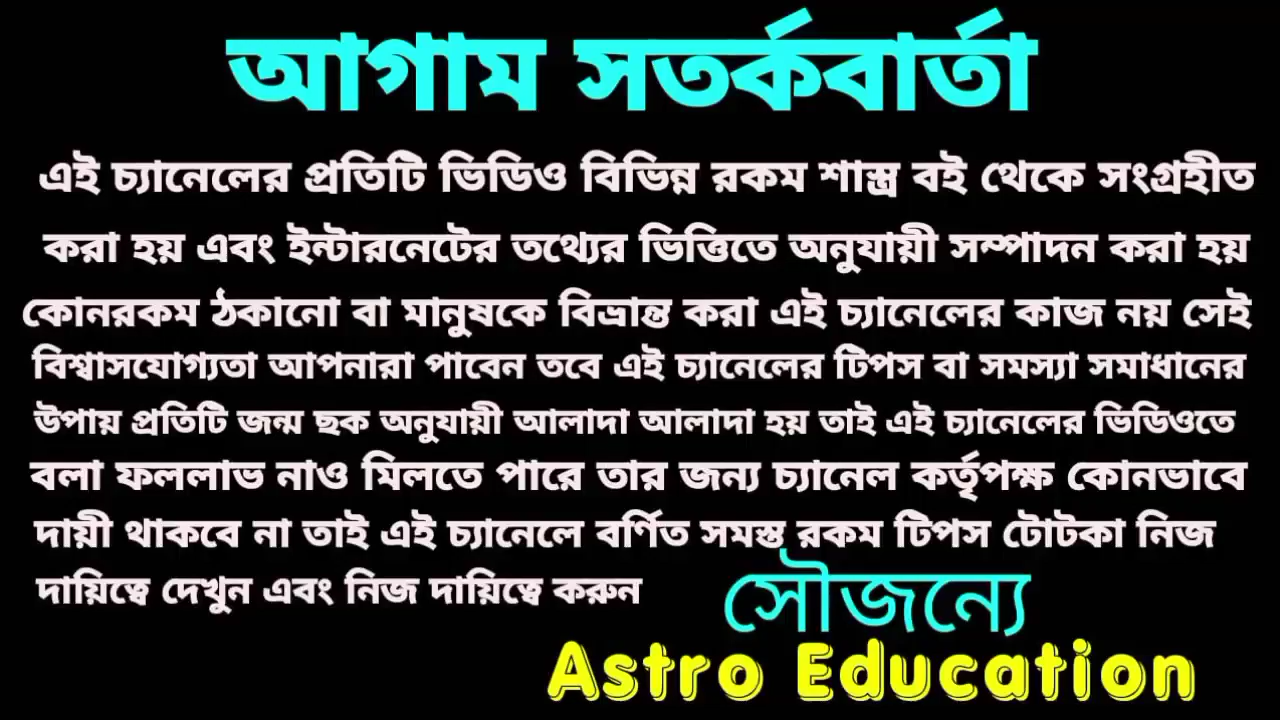 আগাম সতর্কবার্তা
এই চ্যানেলের প্রতিটি ভিডিও বিভিন্ন রকম শাস্ত্র বই থেকে সংগ্রহীত
করা হয় এবং ইন্টারনেটের তথ্যের ভিত্তিতে অনুযায়ী সম্পাদন করা হয়
কোনরকম ঠকানো বা মানুষকে বিভ্রান্ত করা এই চ্যানেলের কাজ নয় সেই
বিশ্বাসযোগ্যতা আপনারা পাবেন তবে এই চ্যানেলের টিপস বা সমস্যা সমাধানের
উপায় প্রতিটি জন্ম ছক অনুযায়ী আলাদা আলাদা হয় তাই এই চ্যানেলের ভিডিওতে
বলা ফললাভ নাও মিলতে পারে তার জন্য চ্যানেল কর্তৃপক্ষ কোনভাবে
দায়ী থাকবে না তাই এই চ্যানেলে বর্ণিত সমস্ত রকম টিপস টোটকা নিজ
দায়িত্বে দেখুন এবং নিজ দায়িত্বে করুন
সৌজন্যে
Astro Education